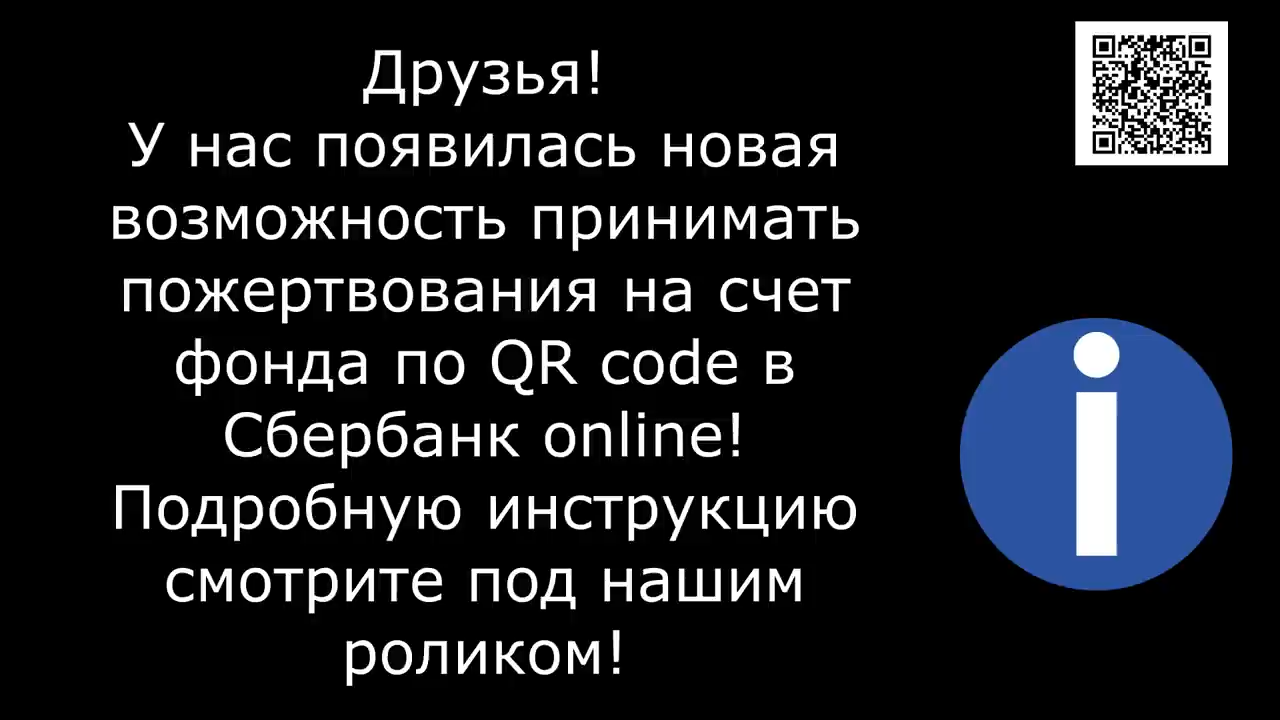 Друзья!
У нас появилась новая
возможность принимать
пожертвования на счет
фонда по QR code в
Сбербанк online!
Подробную инструкцию
смотрите под нашим
роликом!